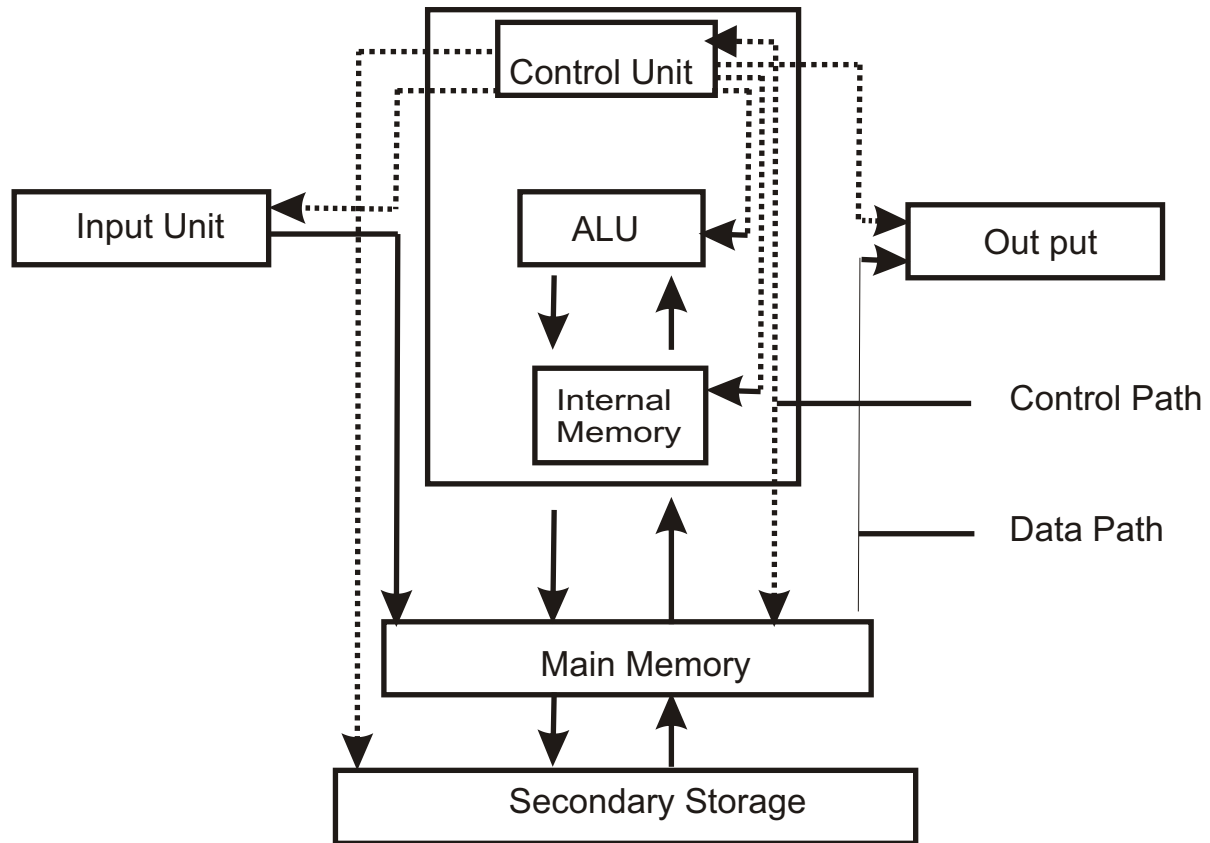 Control Unit
Input Unit
ALU
Out put
Internal
Memory
Control Path
Data Path
Main Memory
Secondary Storage